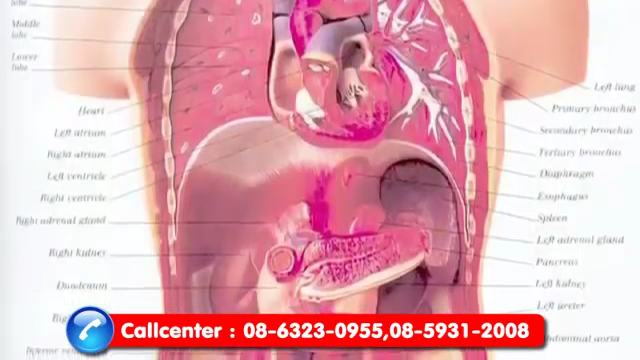 lobe
Middle
lobe
Lower
lobe
Heart
Left atrium
Right atrium
Left ventricle
Right ventricle
Right adrenal gland
Right kidney
Duodenum
Left lung
Primary bronchus
Secondary bronchus
Tertiary bronchus
Diaphragm
Esophagus
Spleen
Left adrenal gland
Pancreas
Left kidney
Left ureter
Callcenter : 08-6323-0955,08-5931-2008